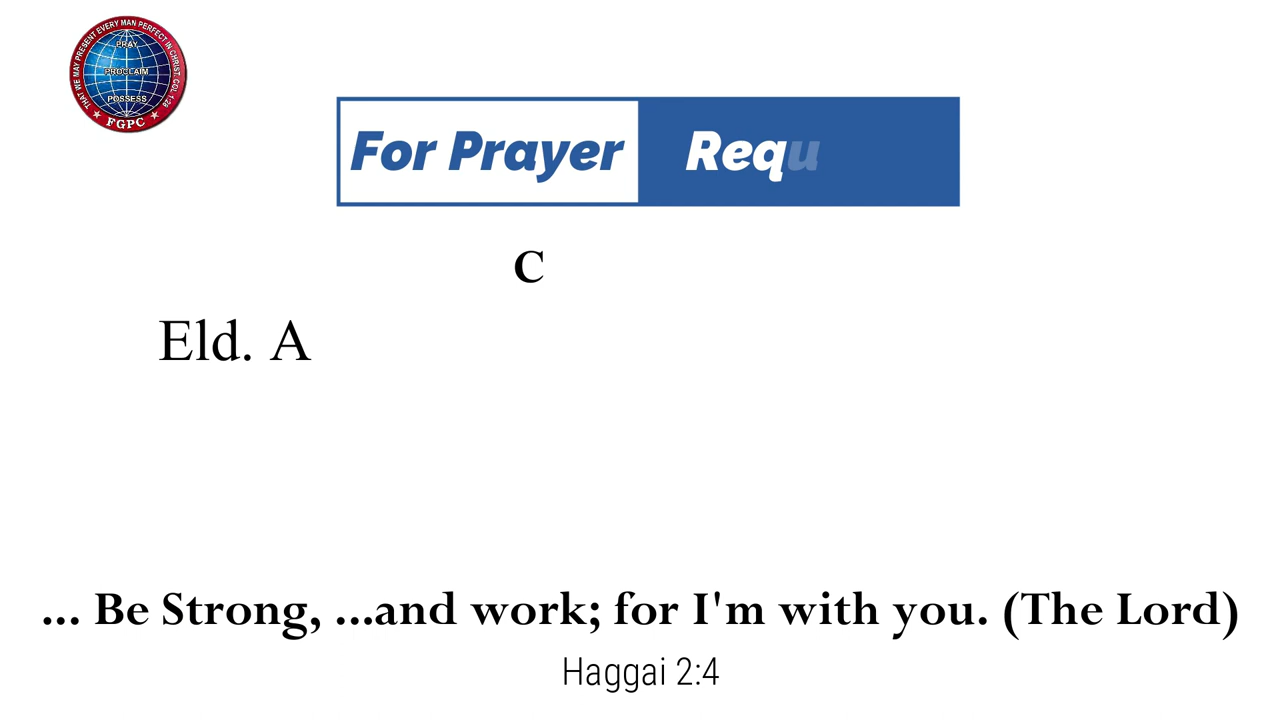 THAT WE MAY PRESENT EVERY MAN PERFECT IN CHRIST. COL 1:28
PRAY
PROCLAIM
POSSESS
FGPC
For Prayer Requ
C
Eld. A
... Be Strong, ...and work; for I'm with you. (The Lord)
Haggai 2:4